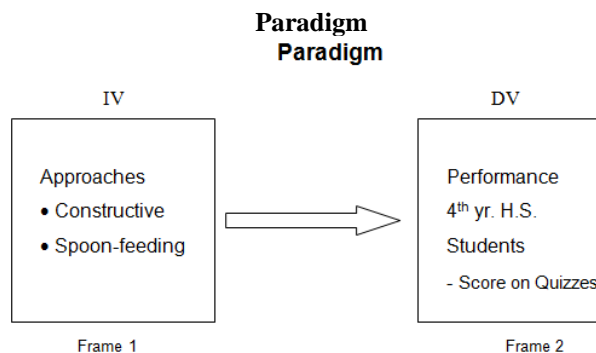 Paradigm
Paradigm
IV
DV
Approaches
• Constructive
• Spoon-feeding
Performance
4th yr. H.S.
Students
- Score on Quizzes
Frame 1
Frame 2